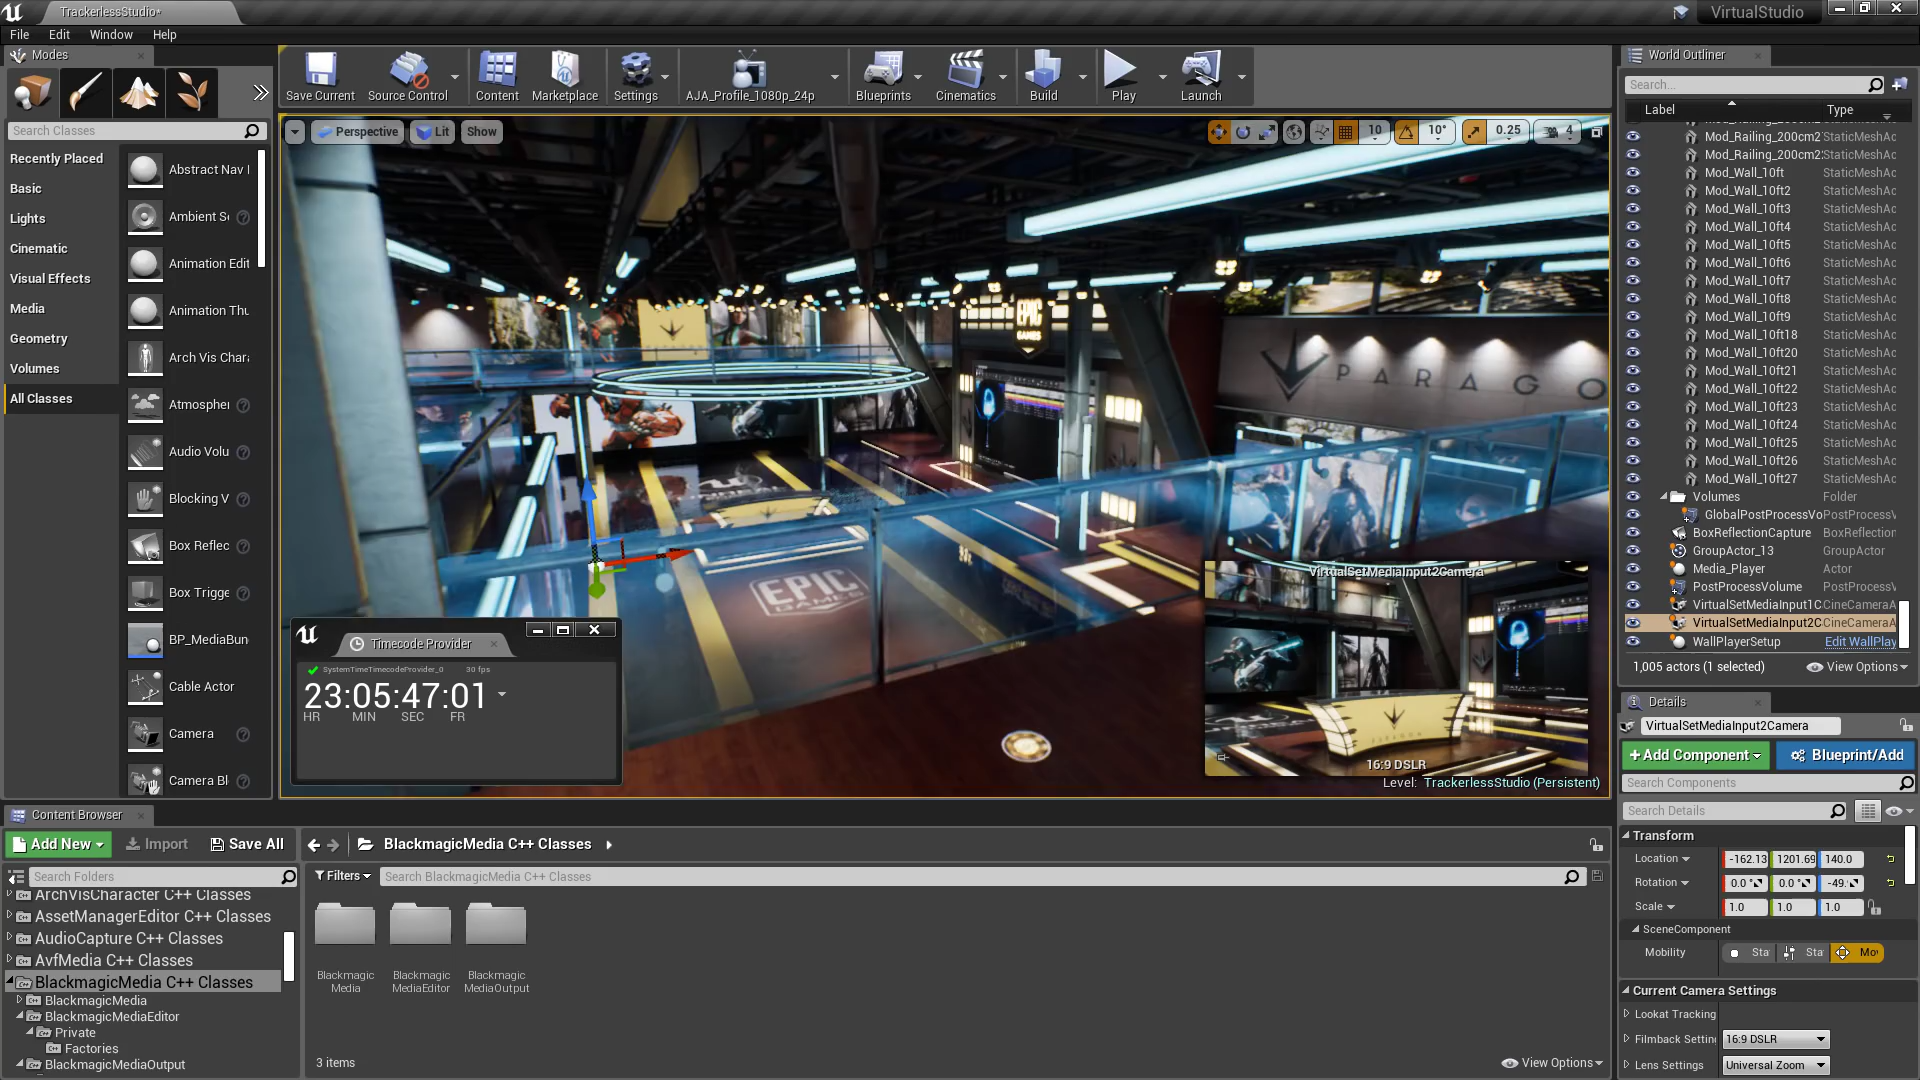 TrackerlessStudio*
VirtualStudio
File Edit Window Help
Modes
Save Current
Source Control
Content
Marketplace
Settings
AJA_Profile_1080p_24p
Blueprints
Cinematics
Build
Play
Launch
World Outliner
Search...
Label
Type
Search Classes
Recently Placed
Basic
Lights
Cinematic
Visual Effects
Media
Geometry
Volumes
All Classes
Abstract Nav
Ambient S
Animation Edit
Animation Thu
Arch Vis Chara
Atmospher
Audio Volu
Blocking V
Box Reflec
Box Trigge
BP_MediaBun
Cable Actor
Camera
Camera Bl
Perspective
Lit
Show
10
10°
0.25
4
EPIC
GAMES
PARAGO
EPIC
GAMES
VirtualSetMediaInput2Camera
16:9 DSLR
Level: TrackerlessStudio (Persistent)
Timecode Provider
SystemTimeTimecodeProvider_0 30 fps
23:05:47:01
HR MIN SEC FR
Mod_Railing_200cm2 StaticMeshAc
Mod_Railing_200cm2 StaticMeshAc
Mod_Wall_10ft StaticMeshAc
Mod_Wall_10ft2 StaticMeshAc
Mod_Wall_10ft3 StaticMeshAc
Mod_Wall_10ft4 StaticMeshAc
Mod_Wall_10ft5 StaticMeshAc
Mod_Wall_10ft6 StaticMeshAc
Mod_Wall_10ft7 StaticMeshAc
Mod_Wall_10ft8 StaticMeshAc
Mod_Wall_10ft9 StaticMeshAc
Mod_Wall_10ft18 StaticMeshAc
Mod_Wall_10ft20 StaticMeshAc
Mod_Wall_10ft21 StaticMeshAc
Mod_Wall_10ft22 StaticMeshAc
Mod_Wall_10ft23 StaticMeshAc
Mod_Wall_10ft24 StaticMeshAc
Mod_Wall_10ft25 StaticMeshAc
Mod_Wall_10ft26 StaticMeshAc
Mod_Wall_10ft27 StaticMeshAc
Volumes Folder
GlobalPostProcessVo PostProcessV
BoxReflectionCapture BoxReflection
GroupActor_13 GroupActor
Media_Player Actor
PostProcessVolume PostProcessV
VirtualSetMediaInput1C CineCameraA
VirtualSetMediaInput2C CineCameraA
WallPlayerSetup Edit WallPlay
1,005 actors (1 selected)
View Options
Details
VirtualSetMediaInput2Camera
+Add Component
Blueprint/Add
Search Components
Search Details
Transform
Location -162.13 1201.69 140.0
Rotation 0.0 ° 0.0 ° -49.
Scale 1.0 1.0 1.0
SceneComponent
Mobility Sta Sta Mov
Current Camera Settings
Lookat Tracking
Filmback Setting 16:9 DSLR
Lens Settings Universal Zoom
Content Browser
Add New
Import
Save All
BlackmagicMedia C++ Classes
Search Folders
Filters
Search BlackmagicMedia C++ Classes
ArchVisCharacter C++ Classes
AssetManagerEditor C++ Classes
AudioCapture C++ Classes
AvfMedia C++ Classes
BlackmagicMedia C++ Classes
BlackmagicMedia
BlackmagicMediaEditor
Private
Factories
BlackmagicMediaOutput
Blackmagic
Media
Blackmagic
MediaEditor
Blackmagic
MediaOutput
3 items
View Options